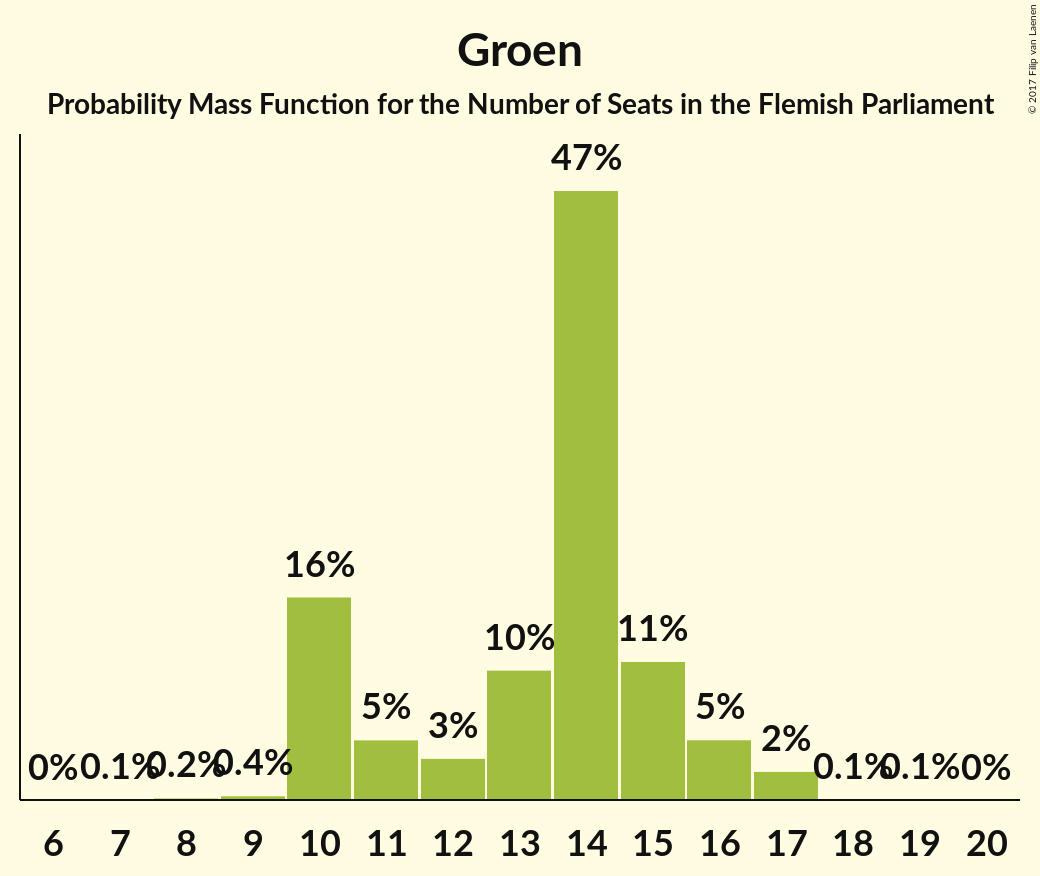 Groen
Probability Mass Function for the Number of Seats in the Flemish Parliament
© 2017 Filip van Laenen
47%
16%
11%
10%
5%
5%
3%
2%
0% 0.1% 0.2% 0.4% 0.1% 0.1% 0%
6 7 8 9 10 11 12 13 14 15 16 17 18 19 20